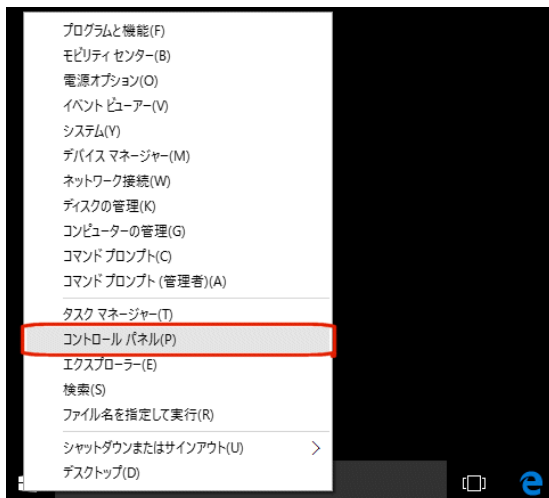 プログラムと機能(F)
モビリティ センター(B)
電源オプション(O)
イベント ビューアー(V)
システム(Y)
デバイス マネージャー(M)
ネットワーク接続(W)
ディスクの管理(K)
コンピューターの管理(G)
コマンド プロンプト(C)
コマンド プロンプト (管理者)(A)
タスク マネージャー(T)
コントロール パネル(P)
エクスプローラー(E)
検索(S)
ファイル名を指定して実行(R)
シャットダウンまたはサインアウト(U)
デスクトップ(D)